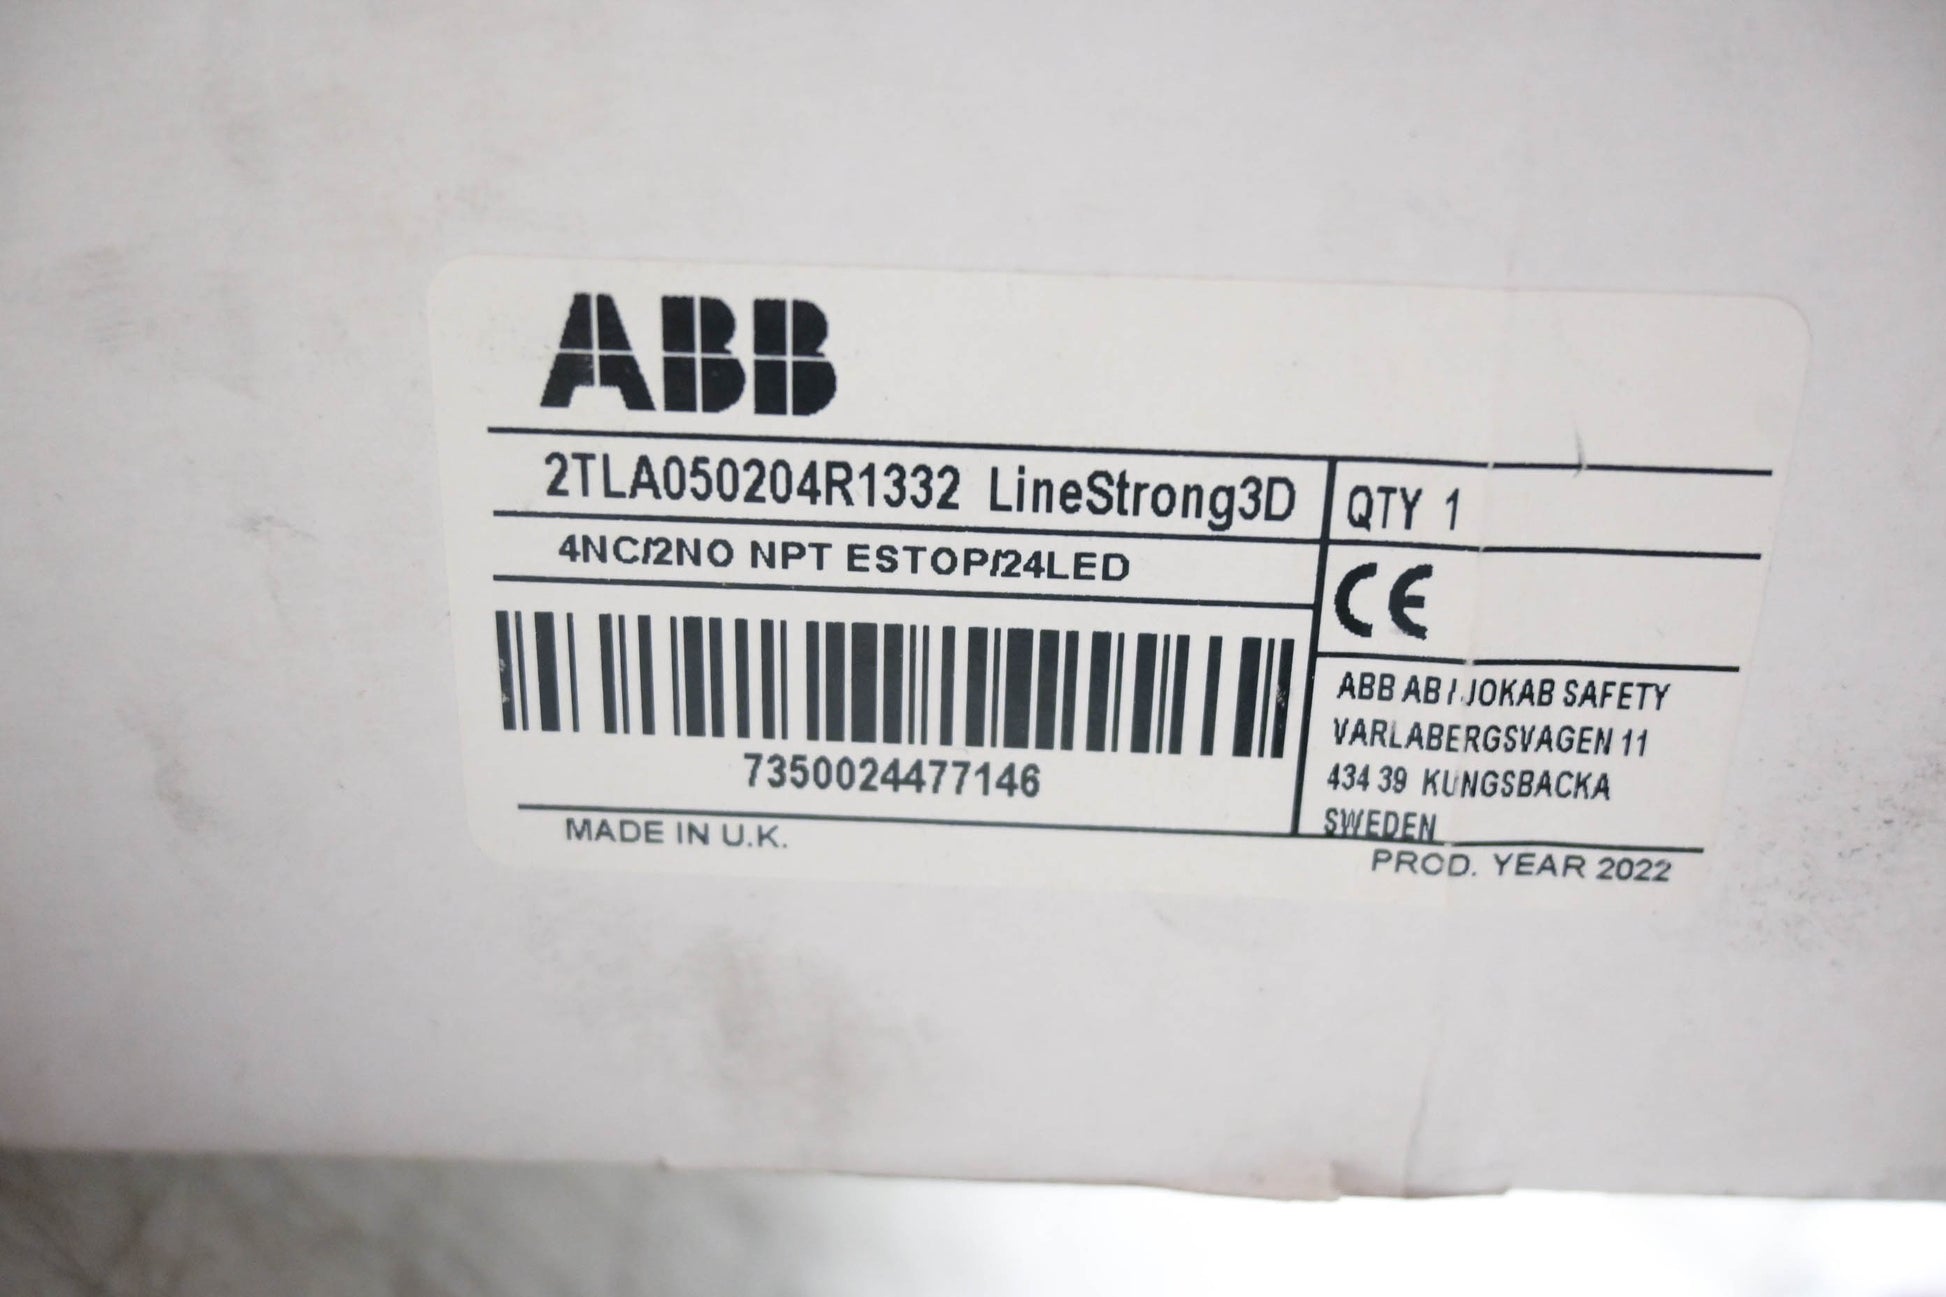 ABB
2TLA050204R1332 LineStrong3D
QTY 1
4NC/2NO NPT ESTOP/24LED
CE
7350024477146
ABB AB / JOKAB SAFETY
VARLABERGSVAGEN 11
434 39 KUNGSBACKA
SWEDEN
MADE IN U.K.
PROD. YEAR 2022